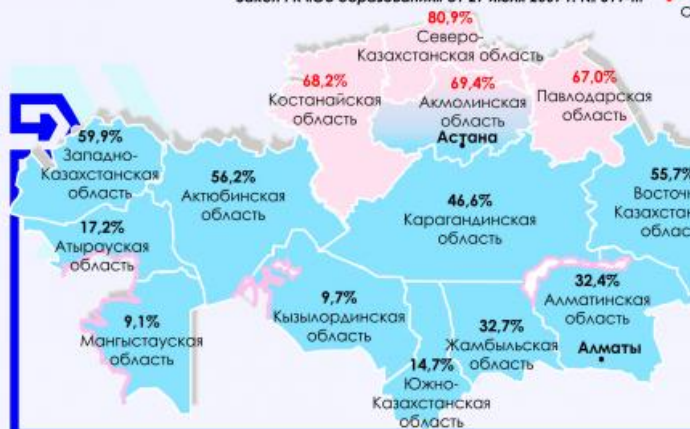 80,9%
Северо-
Казахстанская область
68,2%
Костанайская
область
69,4%
Акмолинская
область
Астана
67,0%
Павлодарская
область
59,9%
Западно-
Казахстанская
область
56,2%
Актюбинская
область
46,6%
Карагандинская
область
55,7%
17,2%
Атырауская
область
9,1%
Мангыстауская
область
9,7%
Кызылординская
область
32,4%
Алматинская
область
Алматы
32,7%
Жамбыльская
область
14,7%
Южно-
Казахстанская
область